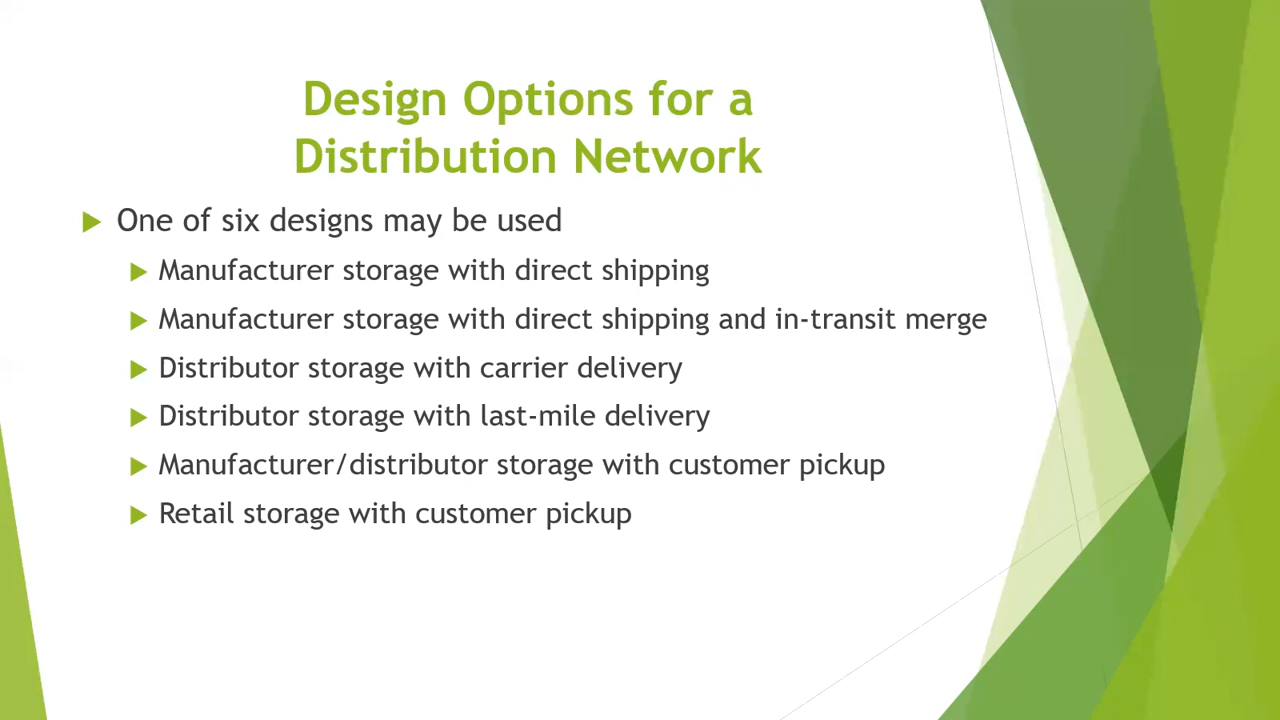 Design Options for a
Distribution Network
One of six designs may be used
Manufacturer storage with direct shipping
Manufacturer storage with direct shipping and in-transit merge
Distributor storage with carrier delivery
Distributor storage with last-mile delivery
Manufacturer/distributor storage with customer pickup
Retail storage with customer pickup